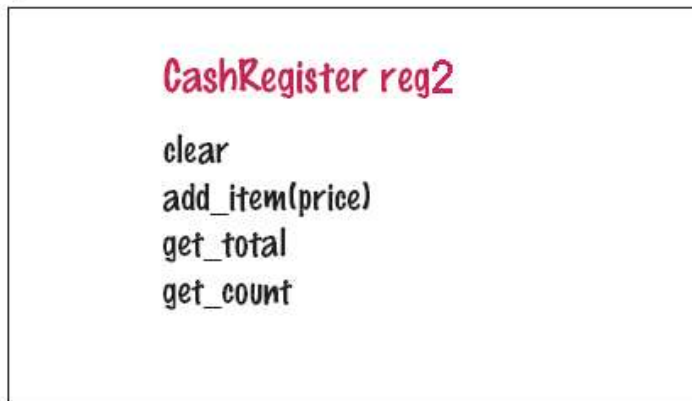 CashRegister reg2
clear
add_item(price)
get_total
get_count